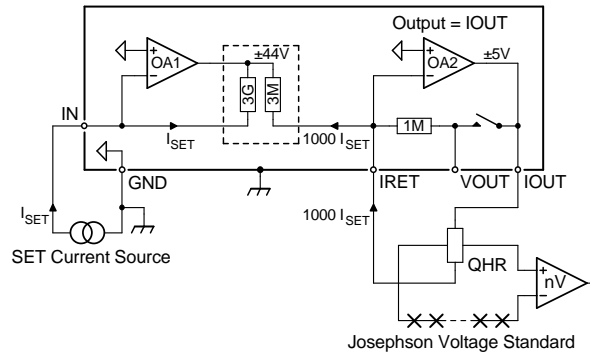 Output = IOUT
+
−
OA1
±44V
+
−
OA2
±5V
3G
3M
IN
1M
ISET
1000 ISET
GND
IRET
VOUT
IOUT
ISET
1000 ISET
SET Current Source
QHR
+
−
nV
Josephson Voltage Standard